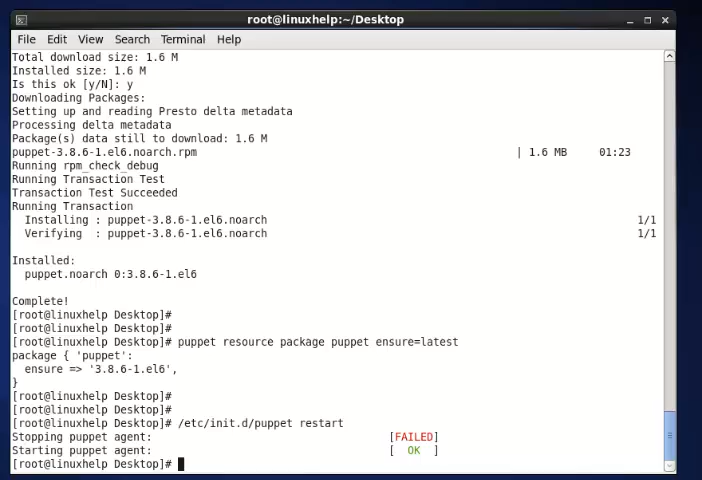 root@linuxhelp:~/Desktop
File Edit View Search Terminal Help
Total download size: 1.6 M
Installed size: 1.6 M
Is this ok [y/N]: y
Downloading Packages:
Setting up and reading Presto delta metadata
Processing delta metadata
Package(s) data still to download: 1.6 M
puppet-3.8.6-1.el6.noarch.rpm | 1.6 MB 01:23
Running rpm_check_debug
Running Transaction Test
Transaction Test Succeeded
Running Transaction
Installing : puppet-3.8.6-1.el6.noarch 1/1
Verifying : puppet-3.8.6-1.el6.noarch 1/1
Installed:
puppet.noarch 0:3.8.6-1.el6
Complete!
[root@linuxhelp Desktop]#
[root@linuxhelp Desktop]#
[root@linuxhelp Desktop]# puppet resource package puppet ensure=latest
package { 'puppet':
ensure => '3.8.6-1.el6',
}
[root@linuxhelp Desktop]#
[root@linuxhelp Desktop]#
[root@linuxhelp Desktop]# /etc/init.d/puppet restart
Stopping puppet agent: [FAILED]
Starting puppet agent: [ OK ]
[root@linuxhelp Desktop]#